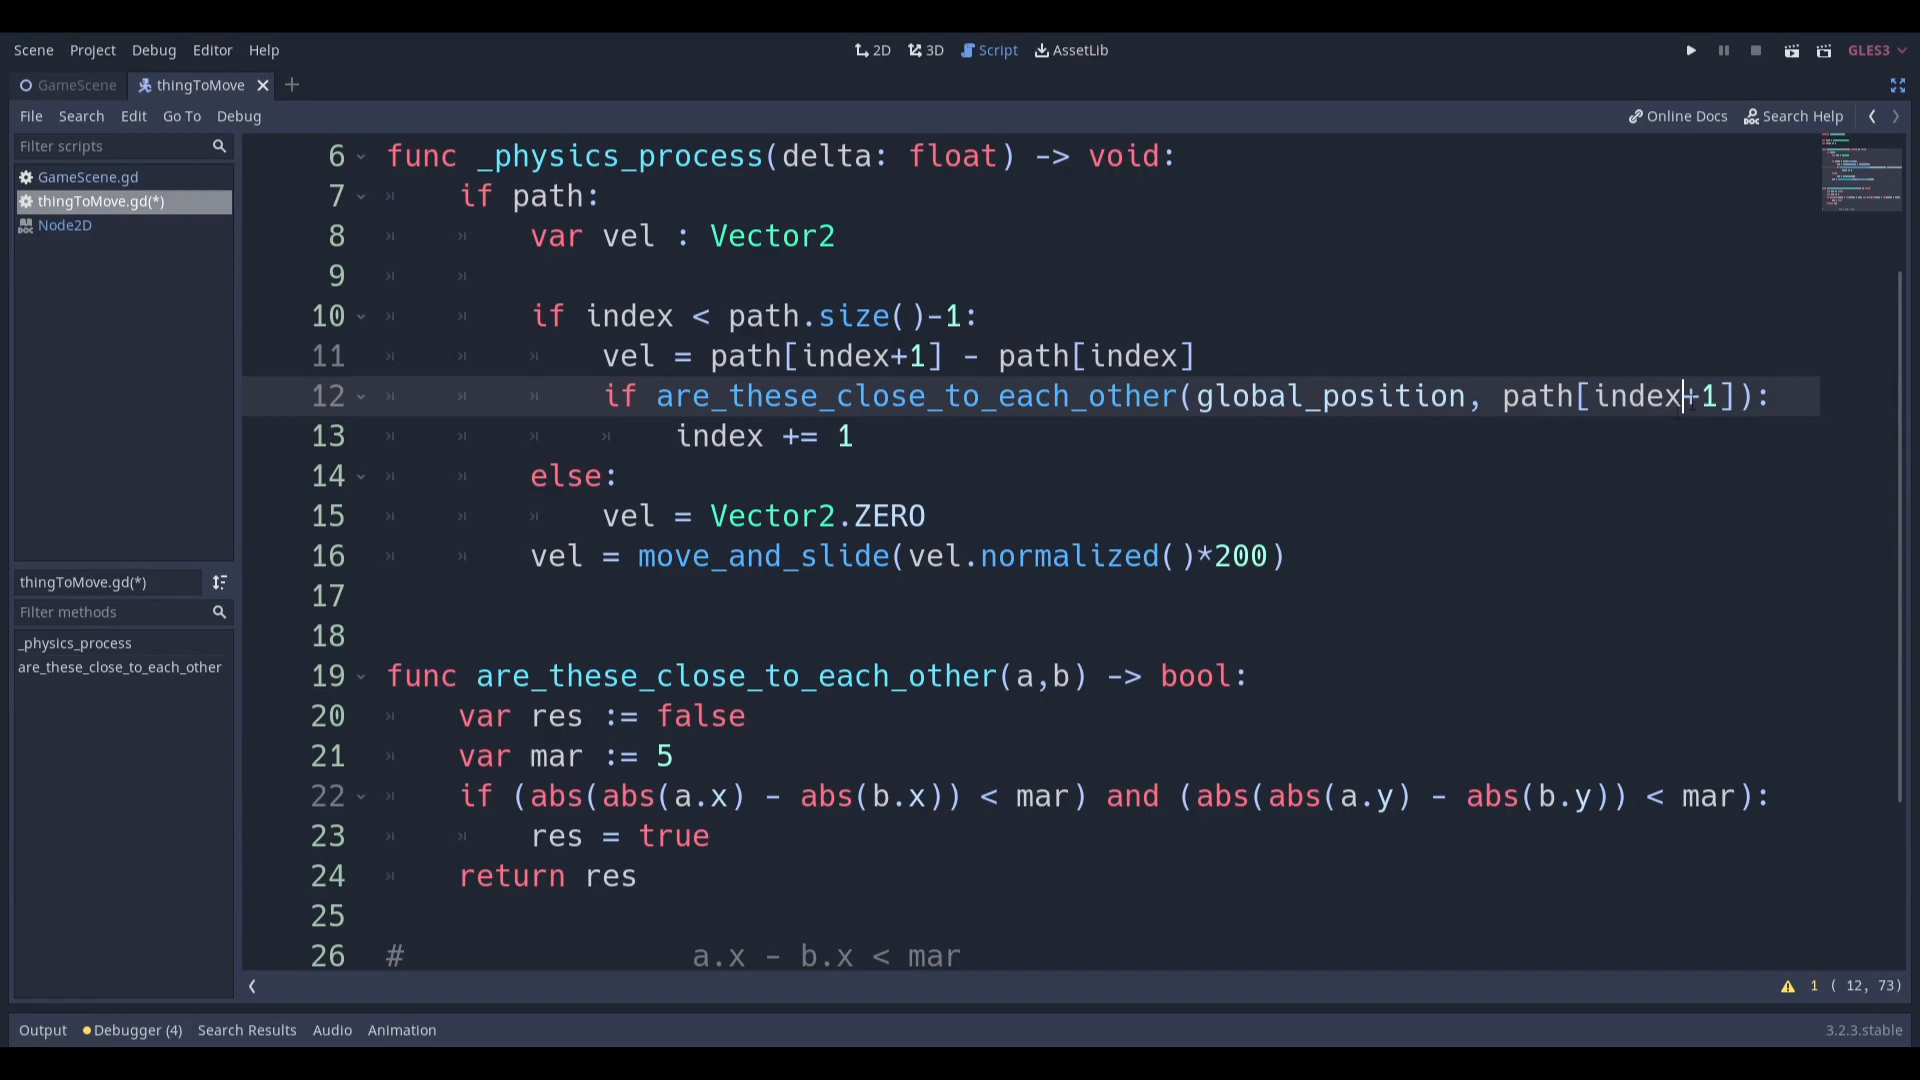 Scene Project Debug Editor Help 2D 3D Script AssetLib GLES3
GameScene thingToMove
File Search Edit Go To Debug Online Docs Search Help
Filter scripts
GameScene.gd
thingToMove.gd(*)
Node2D
thingToMove.gd(*)
Filter methods
_physics_process
are_these_close_to_each_other
6 func _physics_process(delta: float) -> void:
7 if path:
8 var vel : Vector2
9
10 if index < path.size()-1:
11 vel = path[index+1] - path[index]
12 if are_these_close_to_each_other(global_position, path[index+1]):
13 index += 1
14 else:
15 vel = Vector2.ZERO
16 vel = move_and_slide(vel.normalized()*200)
17
18
19 func are_these_close_to_each_other(a,b) -> bool:
20 var res := false
21 var mar := 5
22 if (abs(abs(a.x) - abs(b.x)) < mar) and (abs(abs(a.y) - abs(b.y)) < mar):
23 res = true
24 return res
25
26 # a.x - b.x < mar
1 ( 12, 73)
Output Debugger (4) Search Results Audio Animation 3.2.3.stable